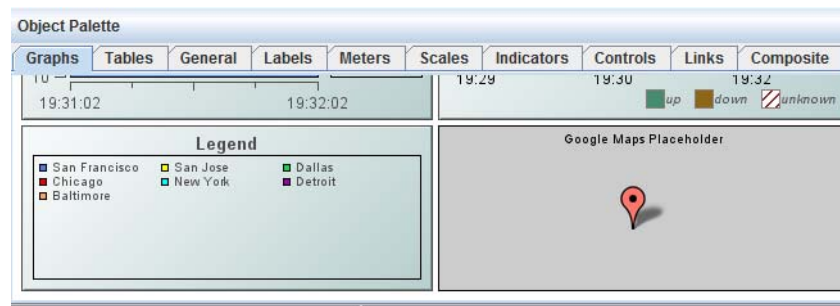 Object Palette
Graphs Tables General Labels Meters Scales Indicators Controls Links Composite
10
19:31:02 19:32:02
19:29 19:30 19:32
up down unknown
Legend
San Francisco San Jose Dallas
Chicago New York Detroit
Baltimore
Google Maps Placeholder